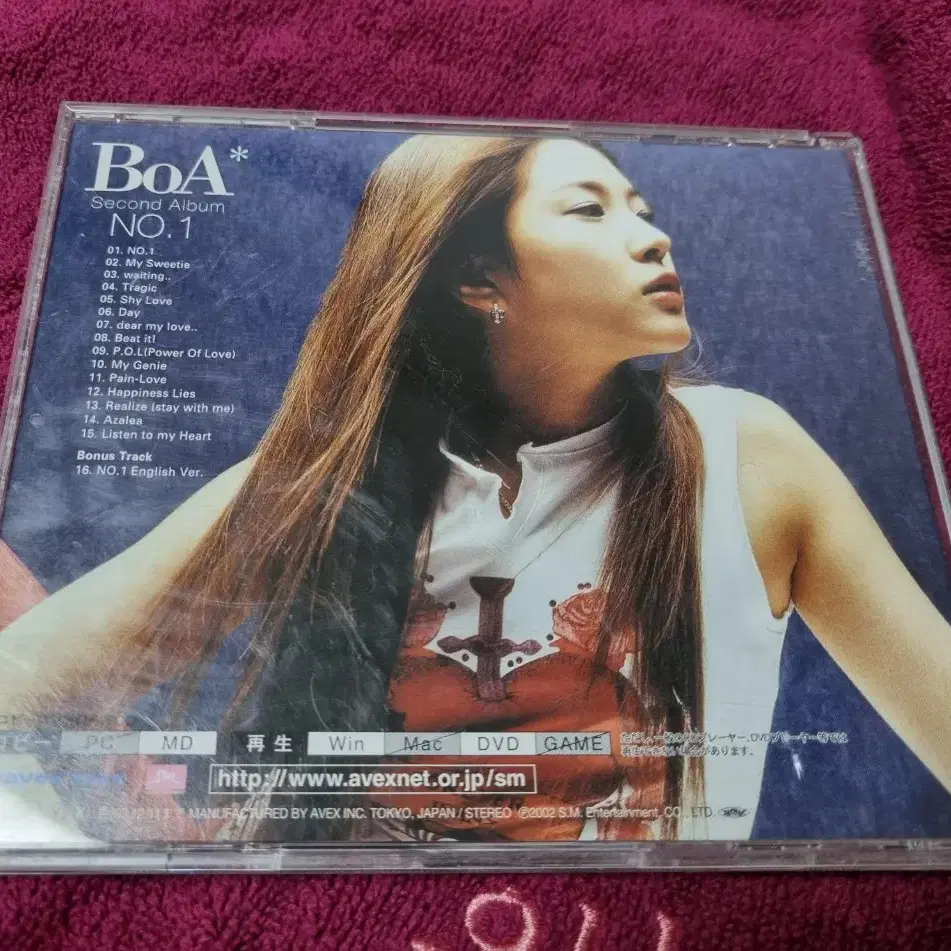 BoA*
Second Album
NO.1
01. NO.1
02. My Sweetie
03. waiting..
04. Tragic
05. Shy Love
06. Day
07. dear my love..
08. Beat it!
09. P.O.L(Power Of Love)
10. My Genie
11. Pain-Love
12. Happiness Lies
13. Realize (stay with me)
14. Azalea
15. Listen to my Heart
Bonus Track
16. NO.1 English Ver.
PC MD 再生 Win Mac DVD GAME
http://www.avexnet.or.jp/sm
MANUFACTURED BY AVEX INC. TOKYO, JAPAN / STEREO ℗2002 S.M. Entertainment. CO., LTD.